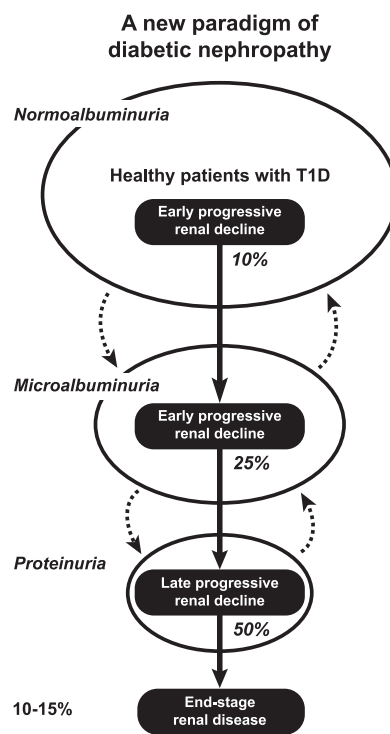 A new paradigm of
diabetic nephropathy
Normoalbuminuria
Healthy patients with T1D
Early progressive
renal decline
10%
Microalbuminuria
Early progressive
renal decline
25%
Proteinuria
Late progressive
renal decline
50%
10-15%
End-stage
renal disease